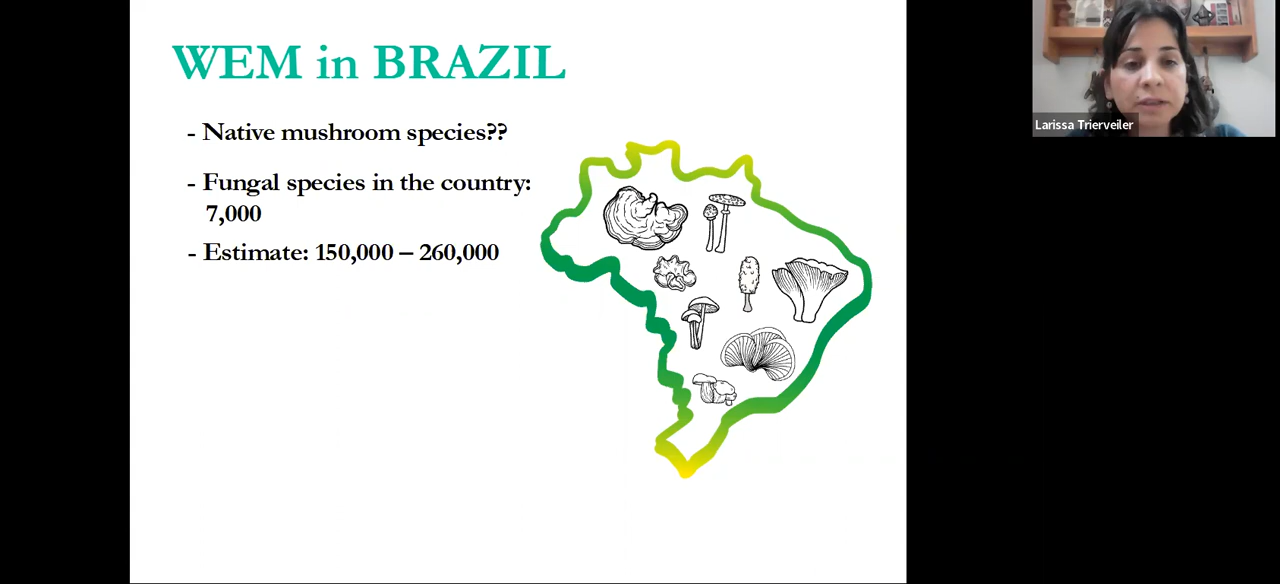 WEM in BRAZIL
- Native mushroom species??
- Fungal species in the country:
7,000
- Estimate: 150,000 – 260,000
Larissa Trierveiler